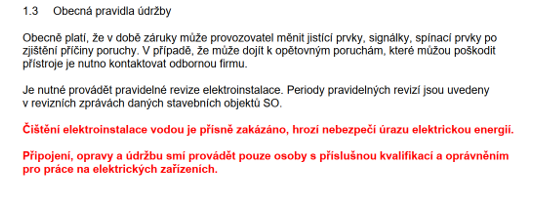 1.3 Obecná pravidla údržby
Obecně platí, že v době záruky může provozovatel měnit jistící prvky, signálky, spínací prvky po
zjištění příčiny poruchy. V případě, že může dojít k opětovným poruchám, které můžou poškodit
přístroje je nutno kontaktovat odbornou firmu.
Je nutné provádět pravidelné revize elektroinstalace. Periody pravidelných revizí jsou uvedeny
v revizních zprávách daných stavebních objektů SO.
Čištění elektroinstalace vodou je přísně zakázáno, hrozí nebezpečí úrazu elektrickou energií.
Připojení, opravy a údržbu smí provádět pouze osoby s příslušnou kvalifikací a oprávněním
pro práce na elektrických zařízeních.